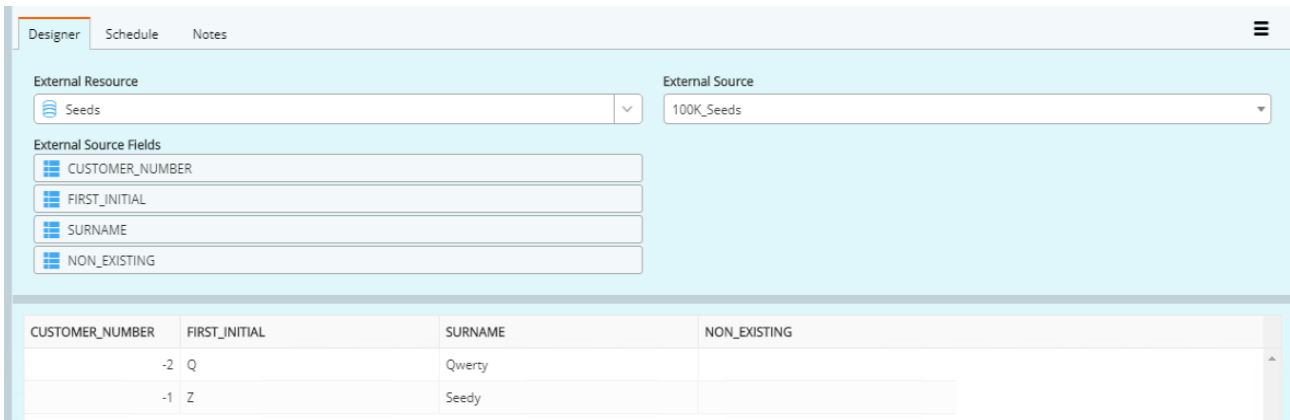 Designer Schedule Notes
External Resource External Source
Seeds 100K_Seeds
External Source Fields
CUSTOMER_NUMBER
FIRST_INITIAL
SURNAME
NON_EXISTING
CUSTOMER_NUMBER FIRST_INITIAL SURNAME NON_EXISTING
-2 Q Qwerty
-1 Z Seedy